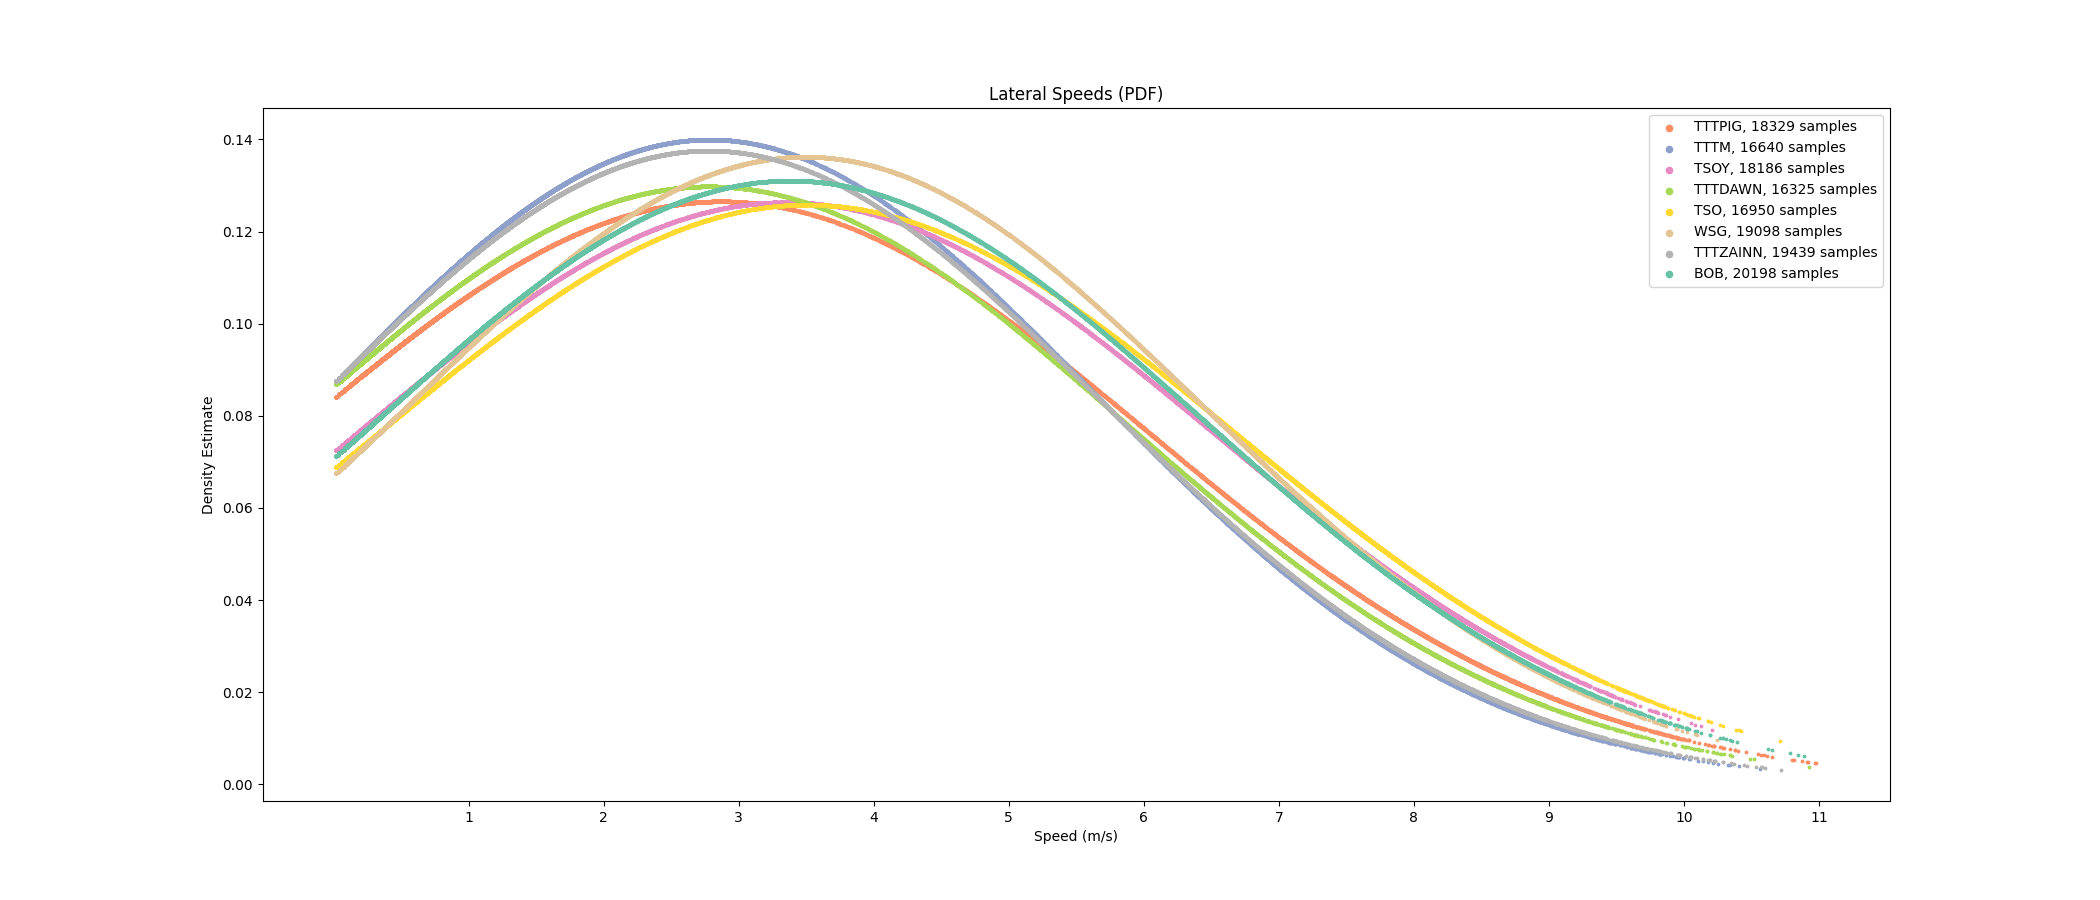 Lateral Speeds (PDF)
TTTPIG, 18329 samples
TTTM, 16640 samples
TSOY, 18186 samples
TTTDAWN, 16325 samples
TSO, 16950 samples
WSG, 19098 samples
TTTZAINN, 19439 samples
BOB, 20198 samples
Density Estimate
0.14
0.12
0.10
0.08
0.06
0.04
0.02
0.00
1 2 3 4 5 6 7 8 9 10 11
Speed (m/s)